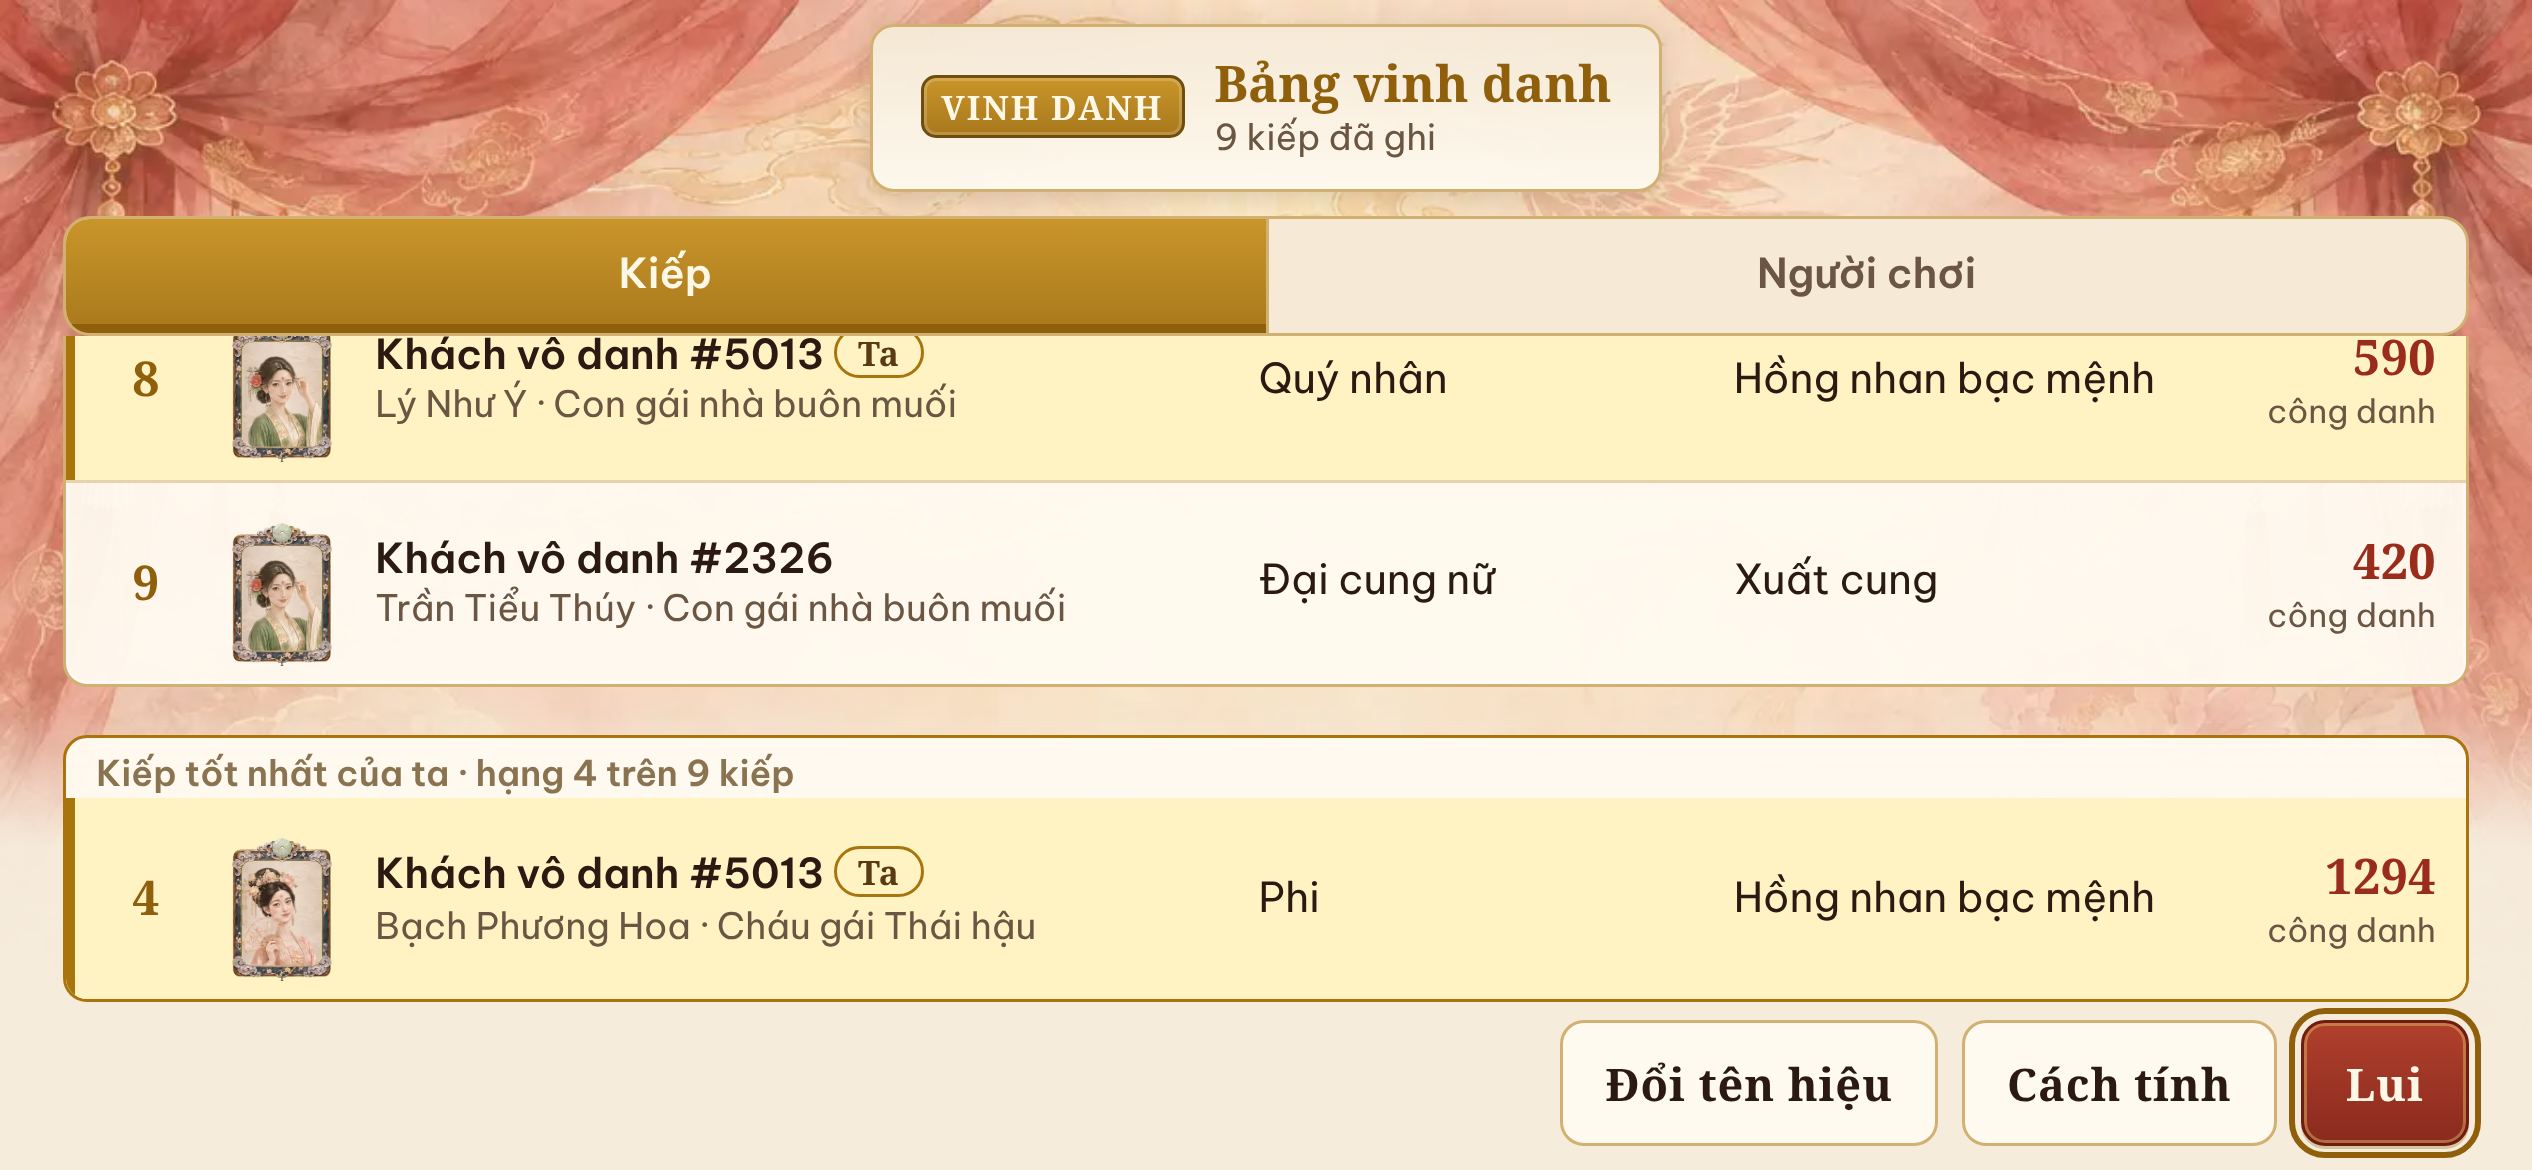 VINH DANH
Bảng vinh danh
9 kiếp đã ghi
Kiếp
Người chơi
8
Khách vô danh #5013 Ta
Lý Như Ý · Con gái nhà buôn muối
Quý nhân
Hồng nhan bạc mệnh
590
công danh
9
Khách vô danh #2326
Trần Tiểu Thúy · Con gái nhà buôn muối
Đại cung nữ
Xuất cung
420
công danh
Kiếp tốt nhất của ta · hạng 4 trên 9 kiếp
4
Khách vô danh #5013 Ta
Bạch Phương Hoa · Cháu gái Thái hậu
Phi
Hồng nhan bạc mệnh
1294
công danh
Đổi tên hiệu
Cách tính
Lui